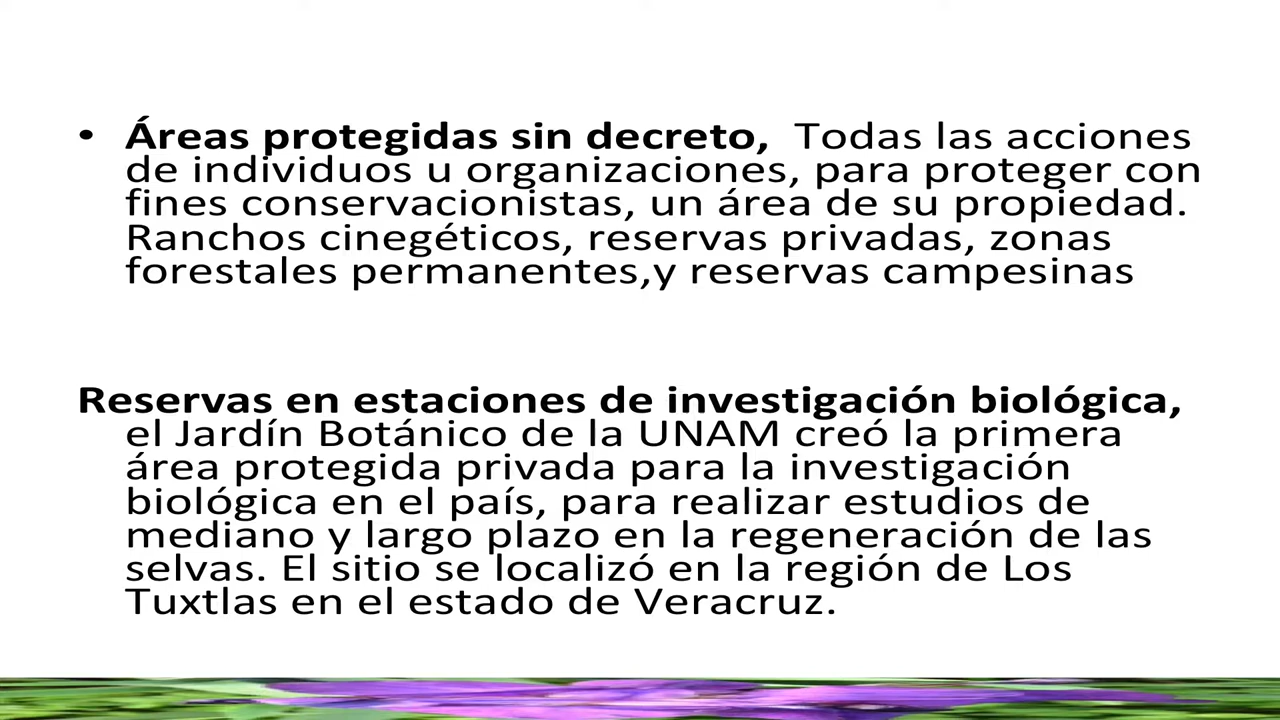 • Áreas protegidas sin decreto, Todas las acciones
de individuos u organizaciones, para proteger con
fines conservacionistas, un área de su propiedad.
Ranchos cinegéticos, reservas privadas, zonas
forestales permanentes,y reservas campesinas
Reservas en estaciones de investigación biológica,
el Jardín Botánico de la UNAM creó la primera
área protegida privada para la investigación
biológica en el país, para realizar estudios de
mediano y largo plazo en la regeneración de las
selvas. El sitio se localizó en la región de Los
Tuxtlas en el estado de Veracruz.